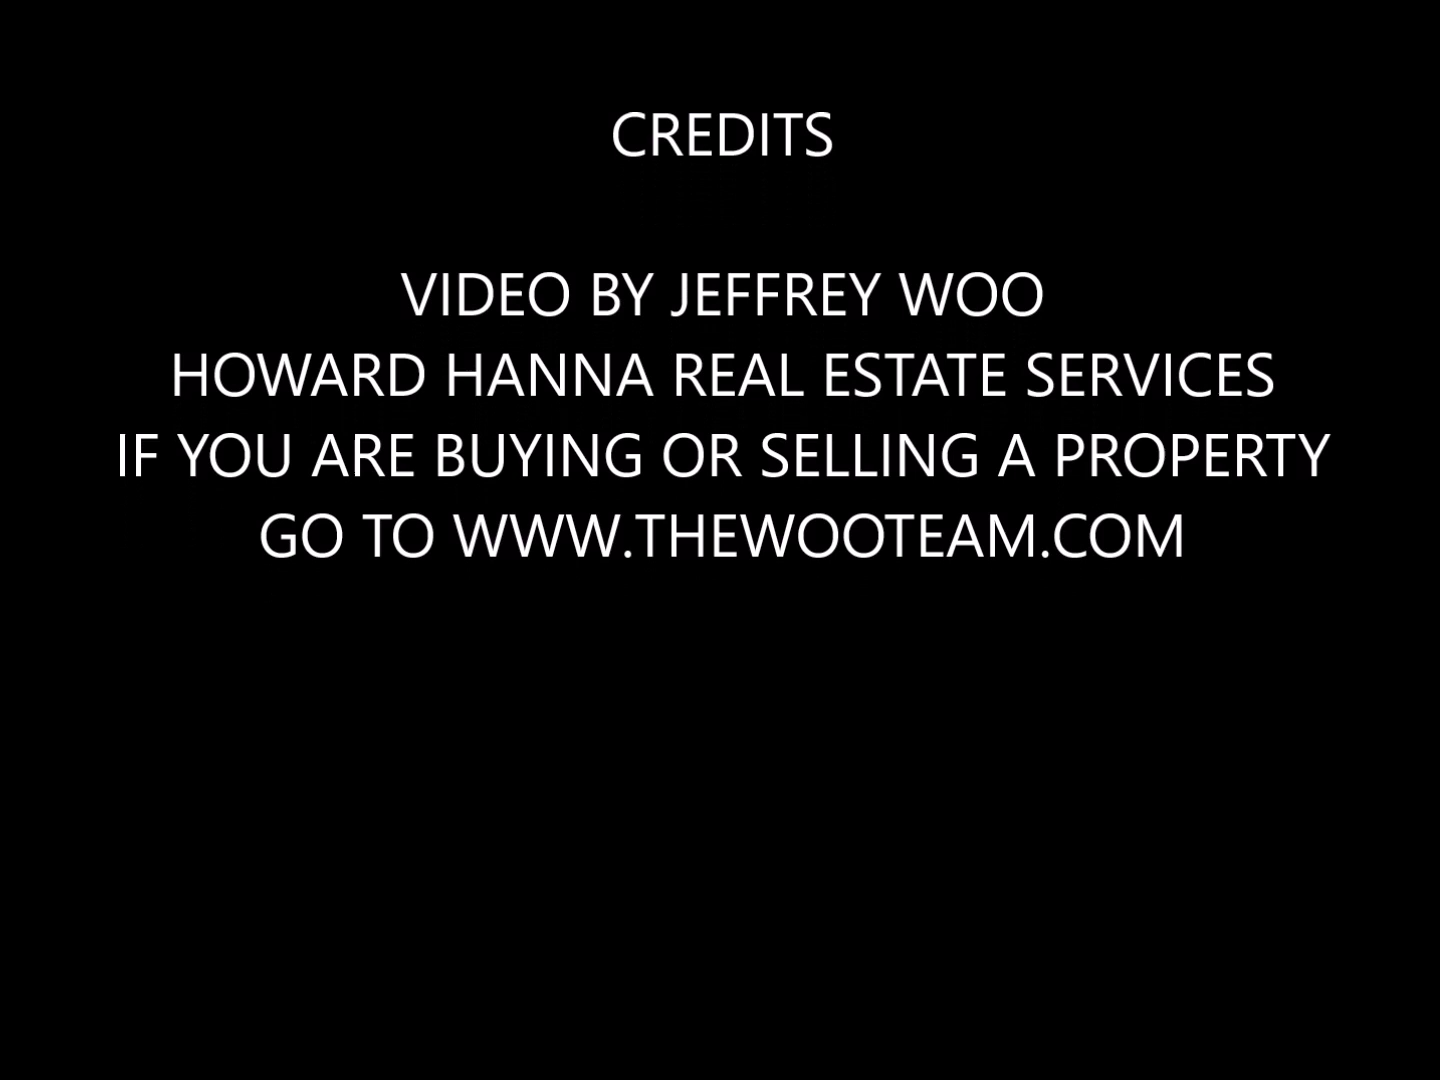 CREDITS
VIDEO BY JEFFREY WOO
HOWARD HANNA REAL ESTATE SERVICES
IF YOU ARE BUYING OR SELLING A PROPERTY
GO TO WWW.THEWOOTEAM.COM